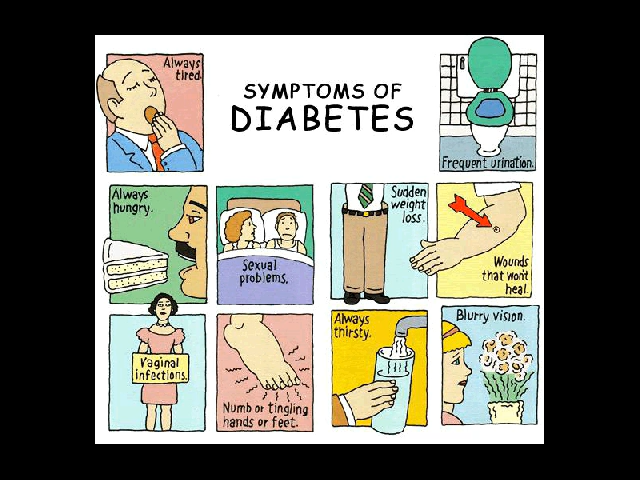 Always
tired.
SYMPTOMS OF
DIABETES
Frequent urination.
Always
hungry.
Sexual
problems.
Sudden
weight
loss.
Wounds
that won't
heal.
Vaginal
infections.
Numb or tingling
hands or feet.
Always
thirsty.
Blurry vision.